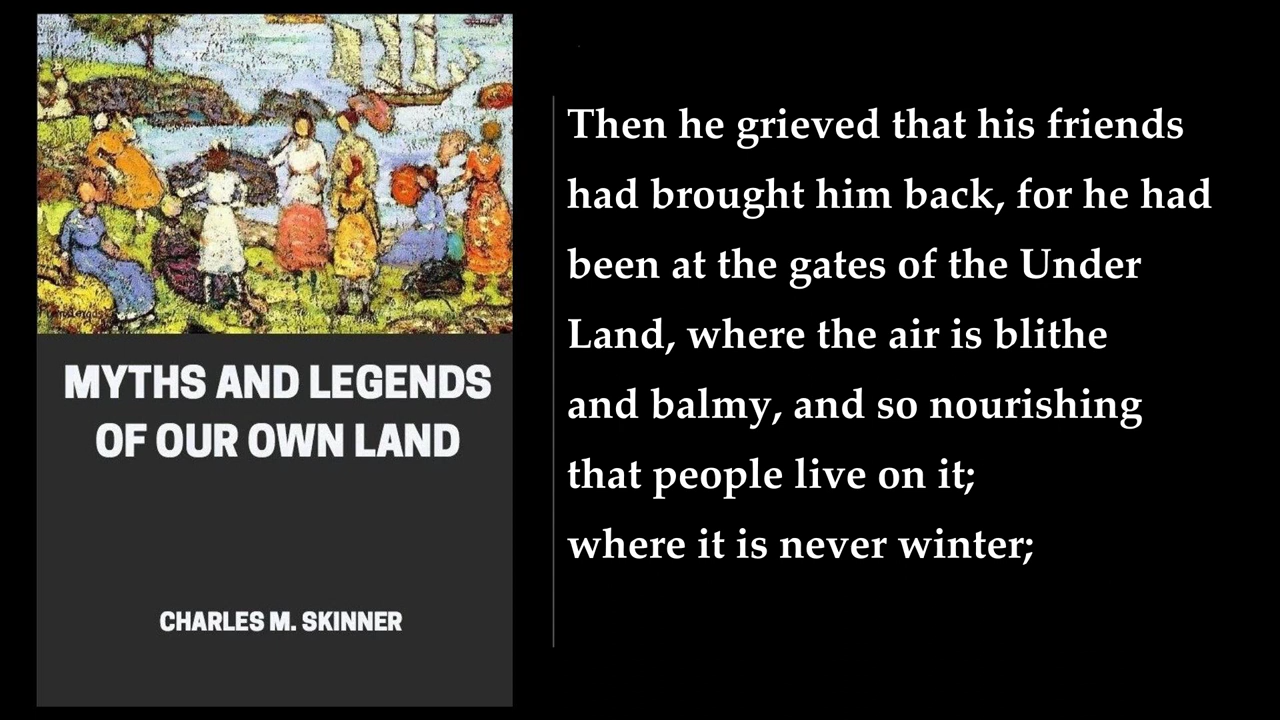 MYTHS AND LEGENDS
OF OUR OWN LAND
CHARLES M. SKINNER
Then he grieved that his friends
had brought him back, for he had
been at the gates of the Under
Land, where the air is blithe
and balmy, and so nourishing
that people live on it;
where it is never winter;